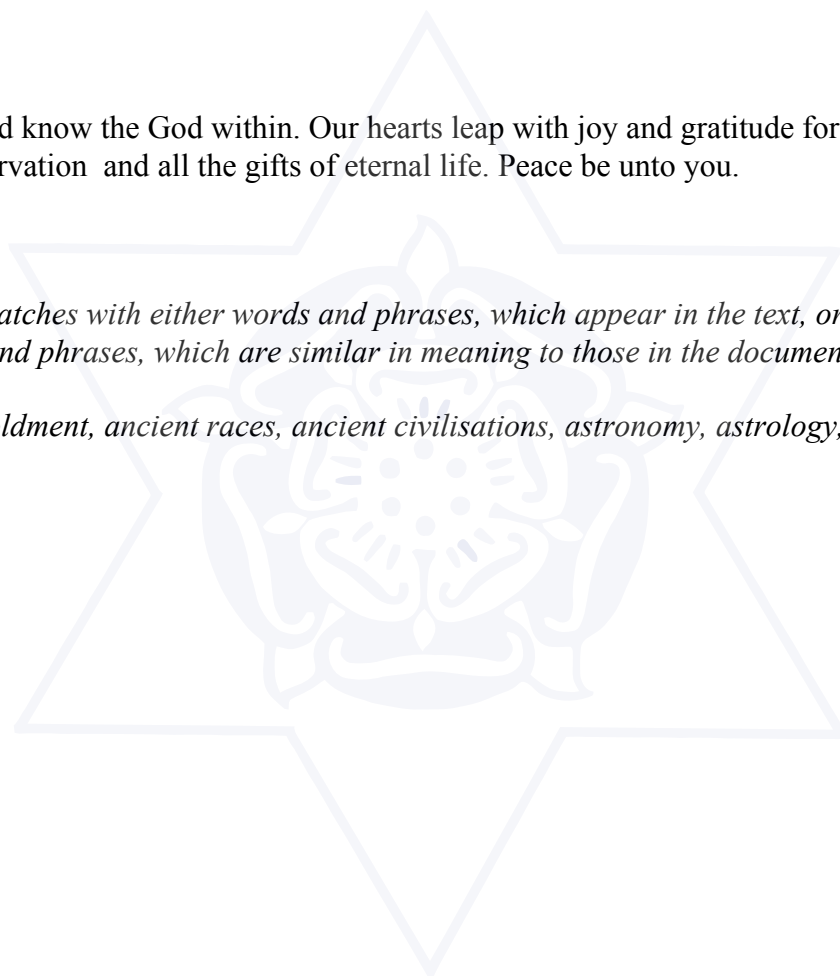 d know the God within. Our hearts leap with joy and gratitude for
rvation  and all the gifts of eternal life. Peace be unto you.
atches with either words and phrases, which appear in the text, or
nd phrases, which are similar in meaning to those in the documen
ldment, ancient races, ancient civilisations, astronomy, astrology,